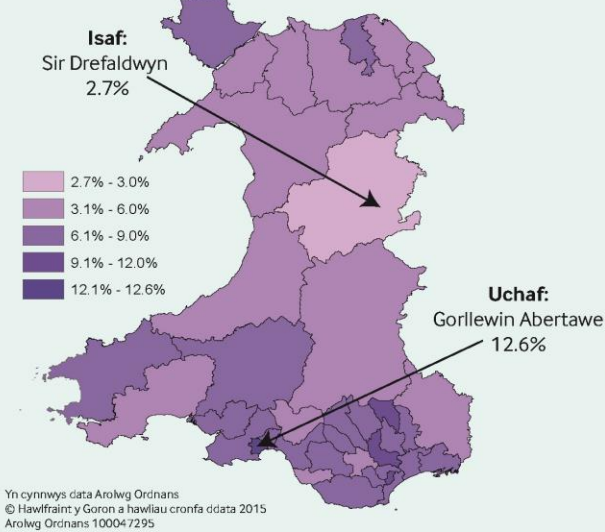 Isaf:
Sir Drefaldwyn
2.7%
2.7% - 3.0%
3.1% - 6.0%
6.1% - 9.0%
9.1% - 12.0%
12.1% - 12.6%
Uchaf:
Gorllewin Abertawe
12.6%
Yn cynnwys data Arolwg Ordnans
© Hawlfraint y Goron a hawliau cronfa ddata 2015
Arolwg Ordnans 100047295